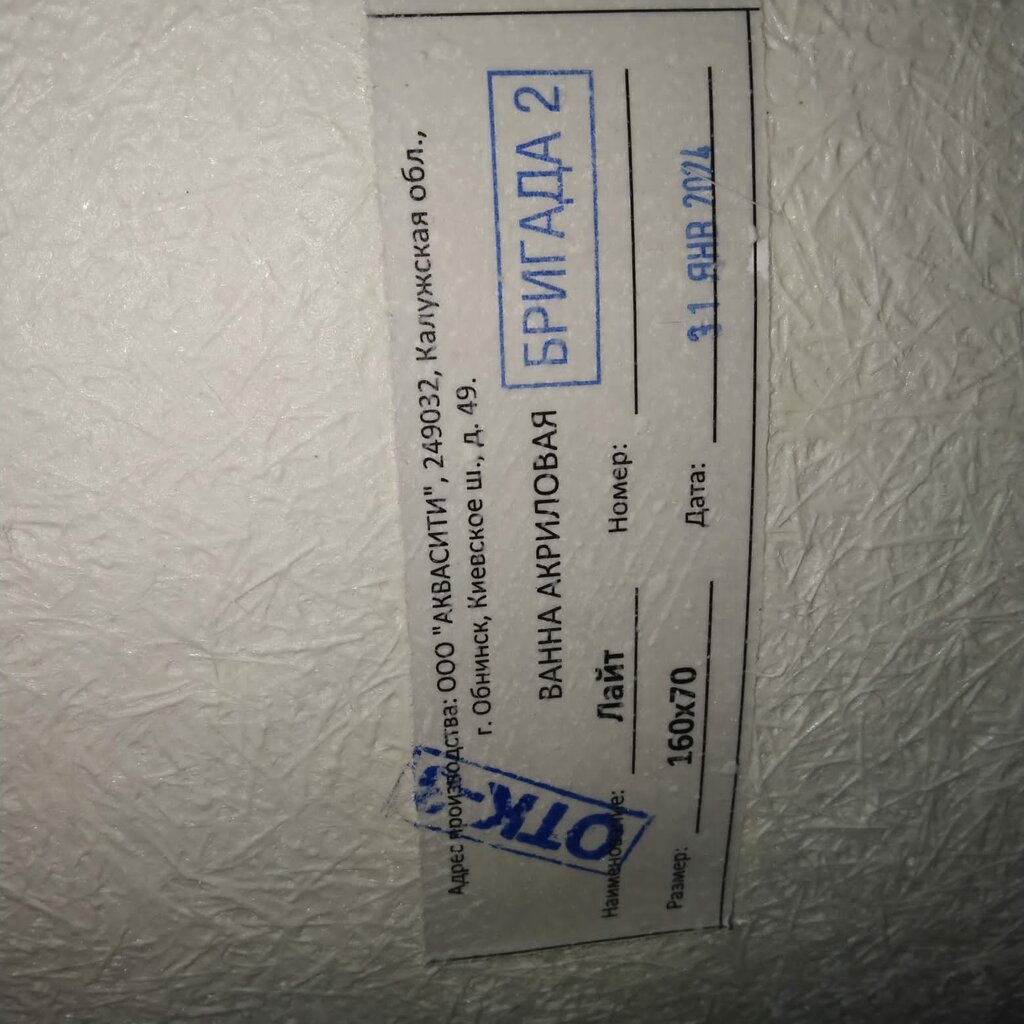 Адрес производства: ООО "АКВАСИТИ", 249032, Калужская обл.,
г. Обнинск, Киевское ш., д. 49.
ВАННА АКРИЛОВАЯ БРИГАДА 2
Наименование: Лайт Номер:
Размер: 160х70 Дата: 31 ЯНВ 2024
ОТК-